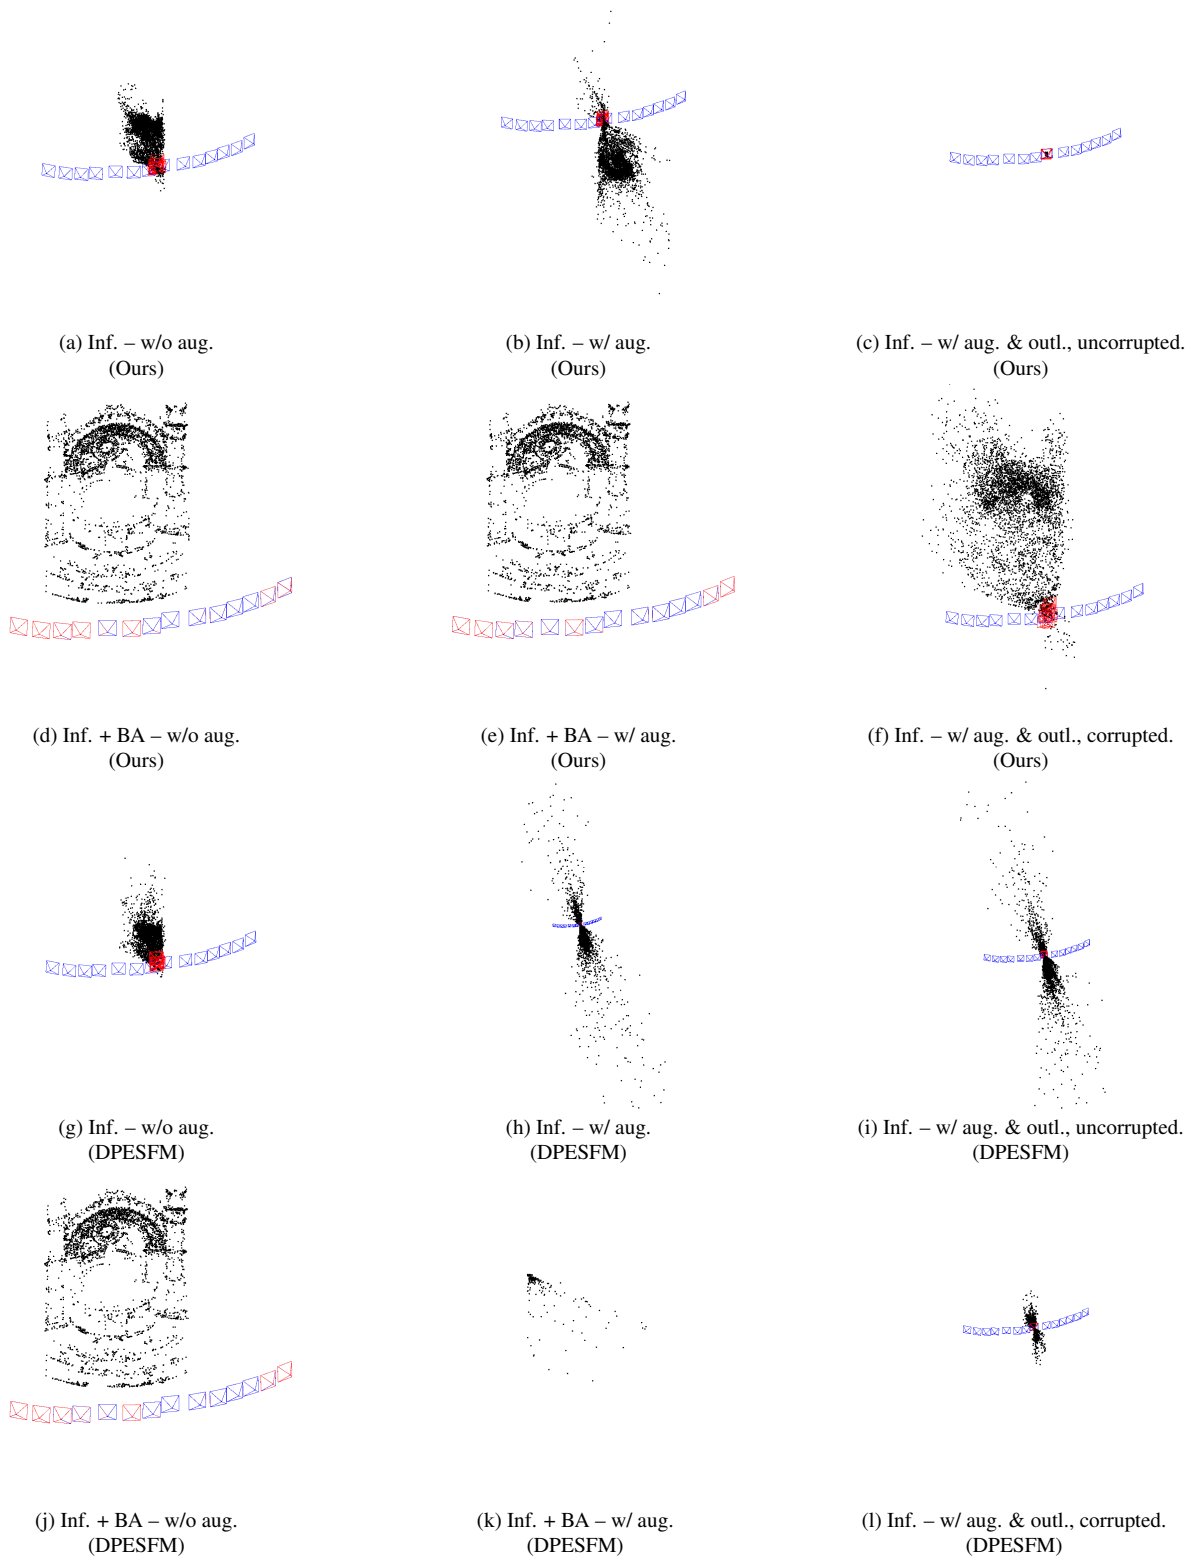 (a) Inf. – w/o aug.
(Ours)
(b) Inf. – w/ aug.
(Ours)
(c) Inf. – w/ aug. & outl., uncorrupted.
(Ours)
(d) Inf. + BA – w/o aug.
(Ours)
(e) Inf. + BA – w/ aug.
(Ours)
(f) Inf. – w/ aug. & outl., corrupted.
(Ours)
(g) Inf. – w/o aug.
(DPESFM)
(h) Inf. – w/ aug.
(DPESFM)
(i) Inf. – w/ aug. & outl., uncorrupted.
(DPESFM)
(j) Inf. + BA – w/o aug.
(DPESFM)
(k) Inf. + BA – w/ aug.
(DPESFM)
(l) Inf. – w/ aug. & outl., corrupted.
(DPESFM)